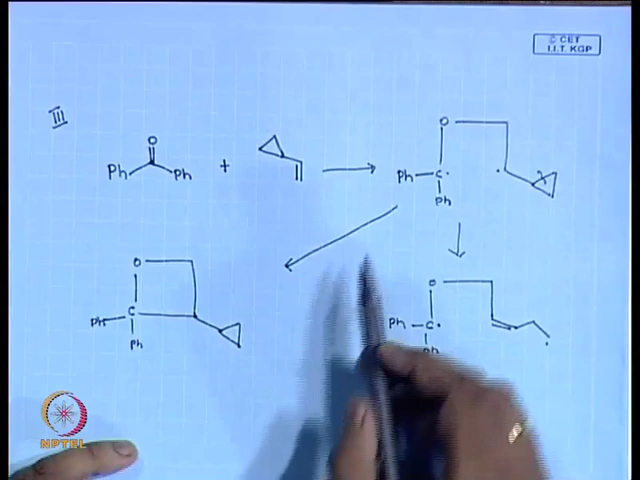 © CET
I.I.T. KGP
III
O
Ph Ph
+
O
Ph C·
Ph
·
O
C
Ph
Ph
O
Ph C·
Ph
·
NPTEL